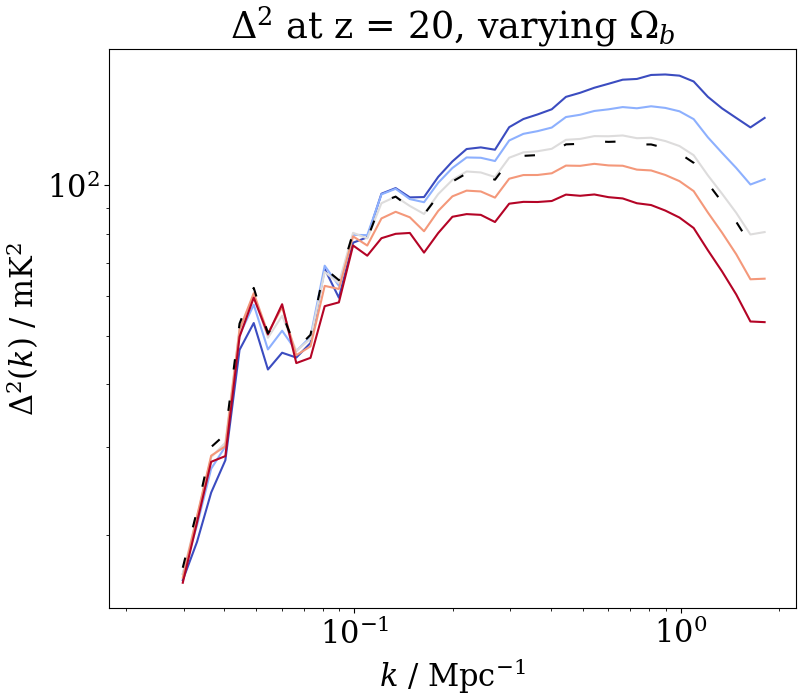 Δ² at z = 20, varying Ω_b
Δ²(k) / mK²
10²
10⁻¹
10⁰
k / Mpc⁻¹